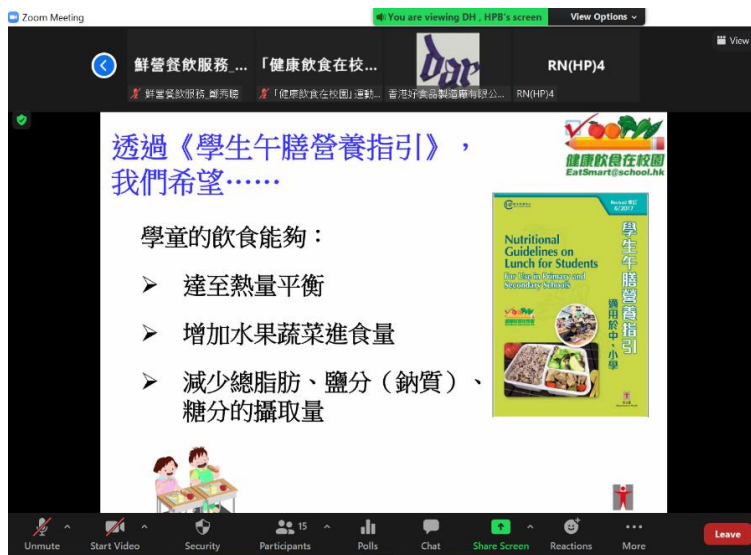 Zoom Meeting
You are viewing DH , HPB's screen
View Options
View
鮮營餐飲服務_...
「健康飲食在校...
dap
RN(HP)4
鮮營餐飲服務_鄭秀聰
「健康飲食在校園」運動...
香港好食品製造廠有限公...
RN(HP)4
透過《學生午膳營養指引》，
我們希望……
健康飲食在校園
EatSmart@school.hk
學童的飲食能夠：
➢ 達至熱量平衡
➢ 增加水果蔬菜進食量
➢ 減少總脂肪、鹽分（鈉質）、
糖分的攝取量
Revised 修訂
6/2017
Nutritional
Guidelines on
Lunch for Students
For Use in Primary and
Secondary Schools
學生午膳營養指引
適用於中、小學
Unmute
Start Video
Security
15
Participants
Polls
Chat
Share Screen
Reactions
More
Leave